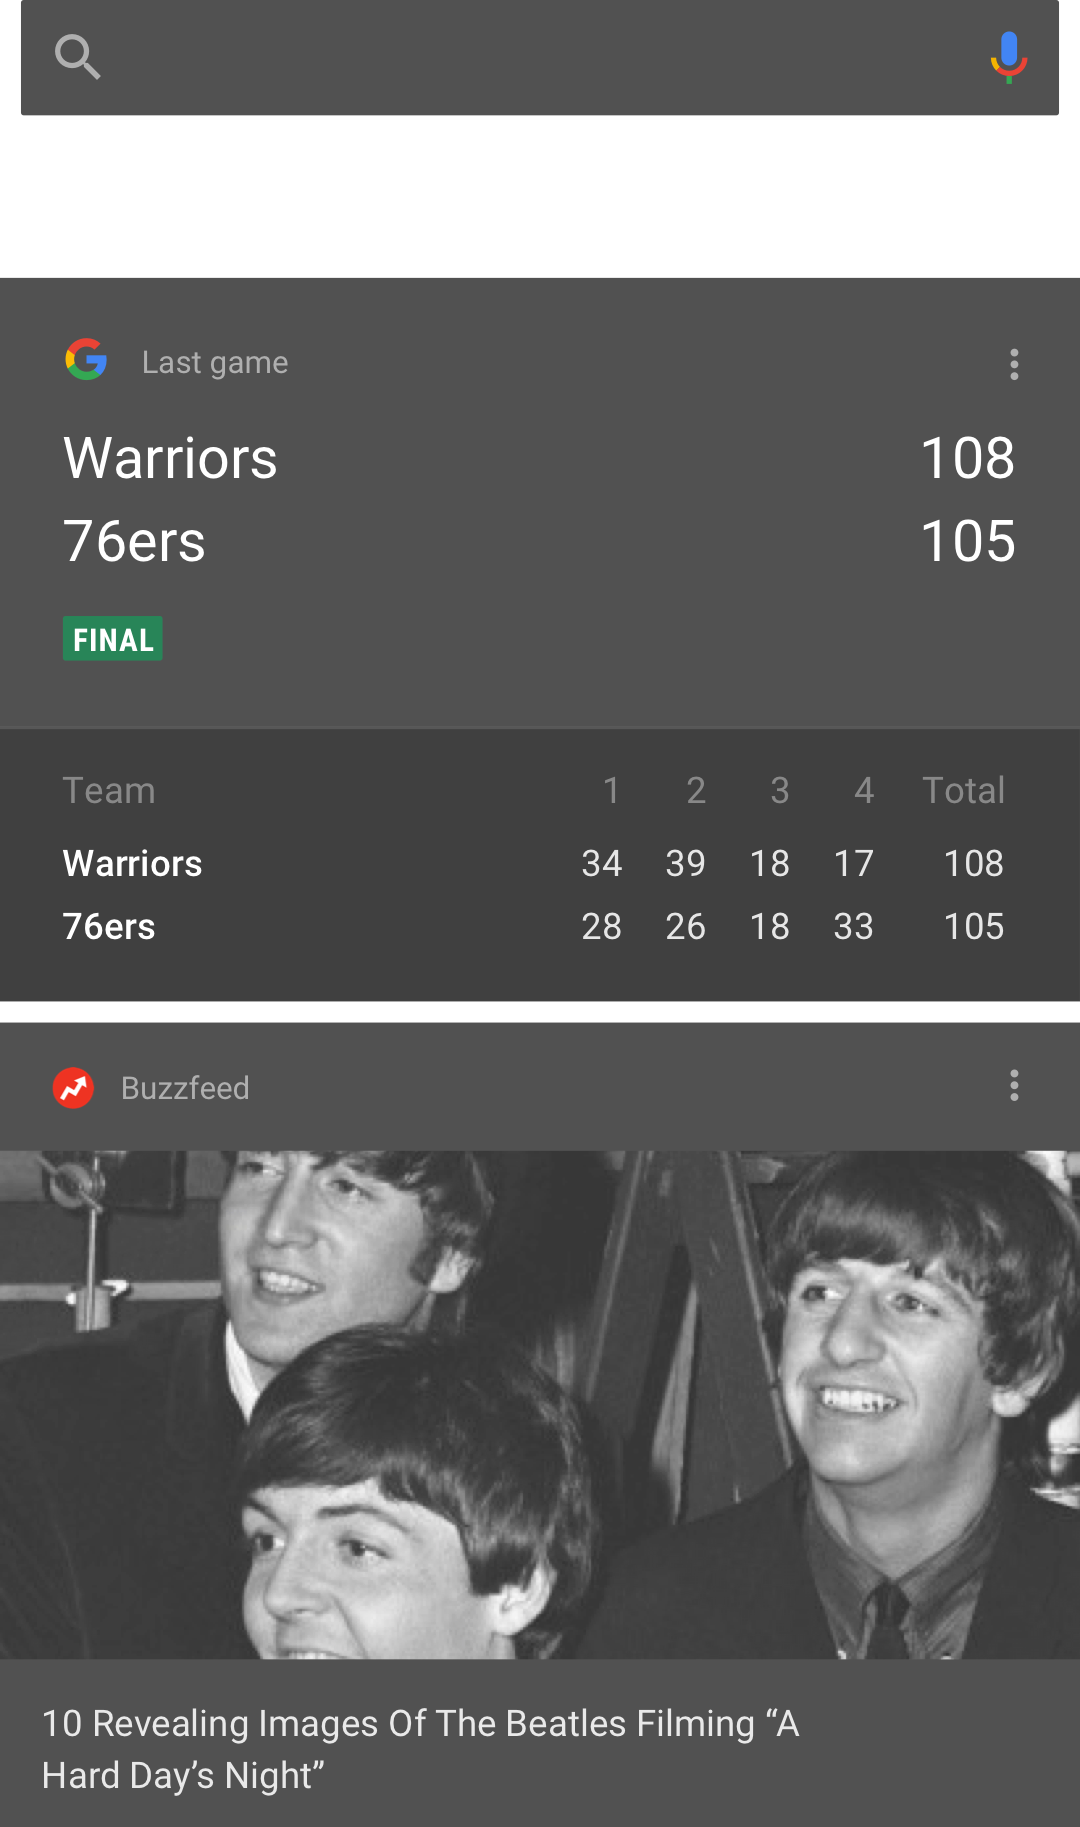 Last game
Warriors 108
76ers 105
FINAL
Team 1 2 3 4 Total
Warriors 34 39 18 17 108
76ers 28 26 18 33 105
Buzzfeed
10 Revealing Images Of The Beatles Filming “A
Hard Day’s Night”